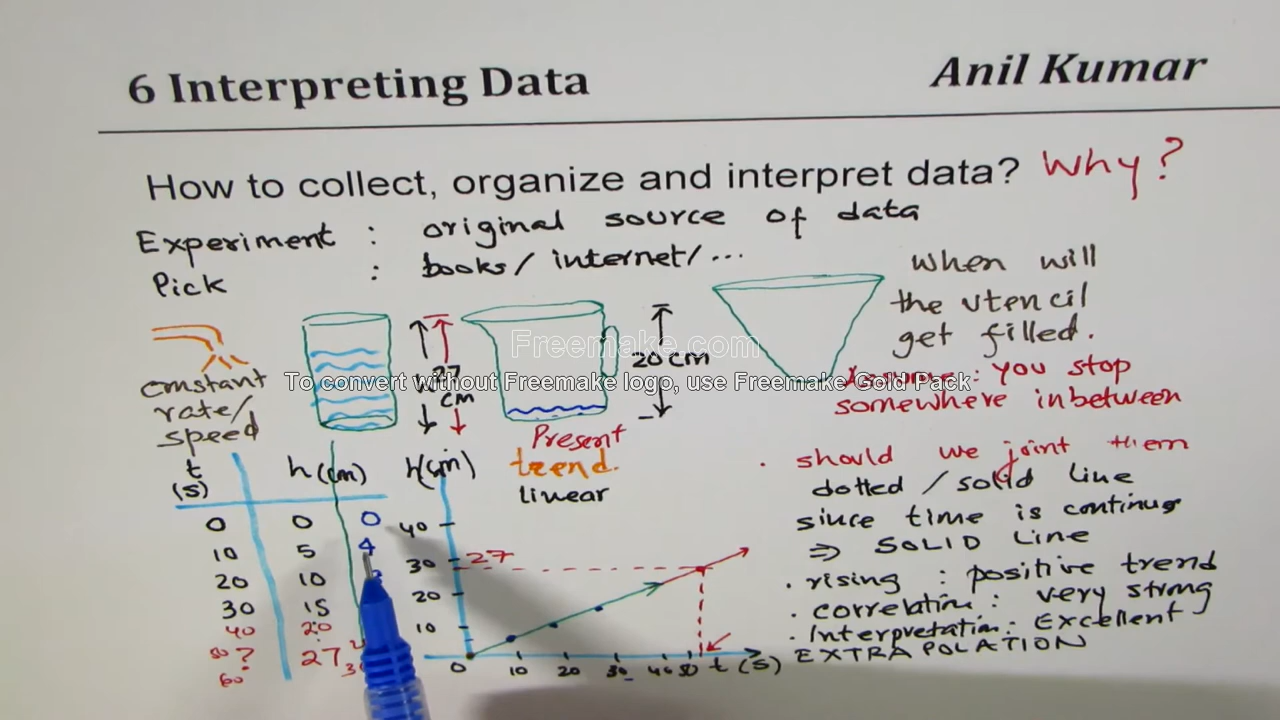 6 Interpreting Data
Anil Kumar
How to collect, organize and interpret data? Why?
Experiment : original source of data
Pick : books/ internet/ ...
When will
the utencil
get filled.
Freemake.com
To convert without Freemake logo, use Freemake Gold Pack
constant
rate/
speed
27
cm
20 cm
: you stop
somewhere inbetween
Present
trend.
linear
t
(s)
h (cm)
0 0 0
10 5 4
20 10
30 15
40 20
50 ? 27
60
h(cm)
40
30
27
20
10
0 10 20 30 40 50 t (s)
. should we joint them
dotted / solid line
since time is continuous
⇒ SOLID Line
. rising : positive trend
. correlation : very strong
. Interpretation : Excellent
EXTRAPOLATION